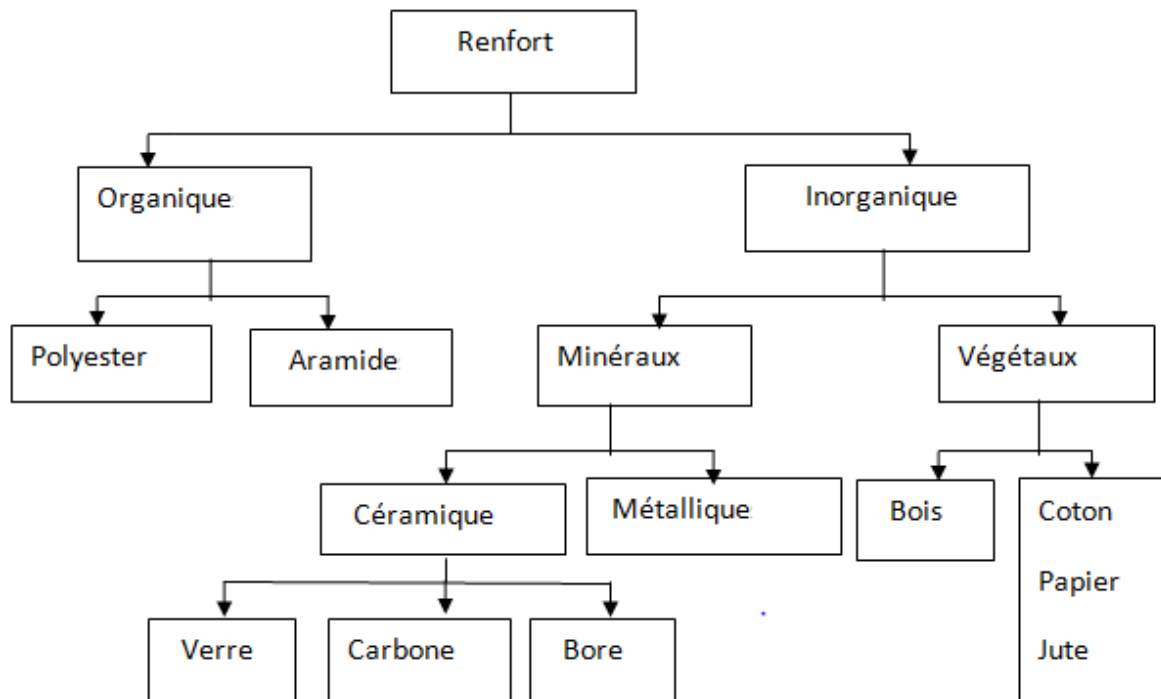 Renfort
Organique
Inorganique
Polyester
Aramide
Minéraux
Végétaux
Céramique
Métallique
Bois
Coton
Papier
Jute
Verre
Carbone
Bore